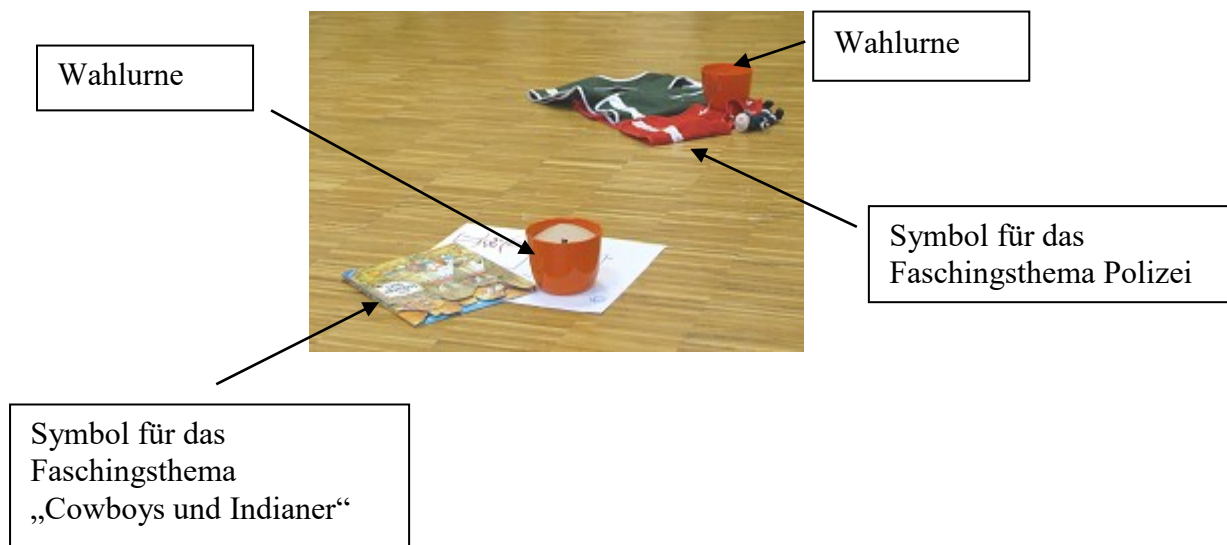 Wahlurne
Wahlurne
Symbol für das
Faschingsthema Polizei
Symbol für das
Faschingsthema
„Cowboys und Indianer“